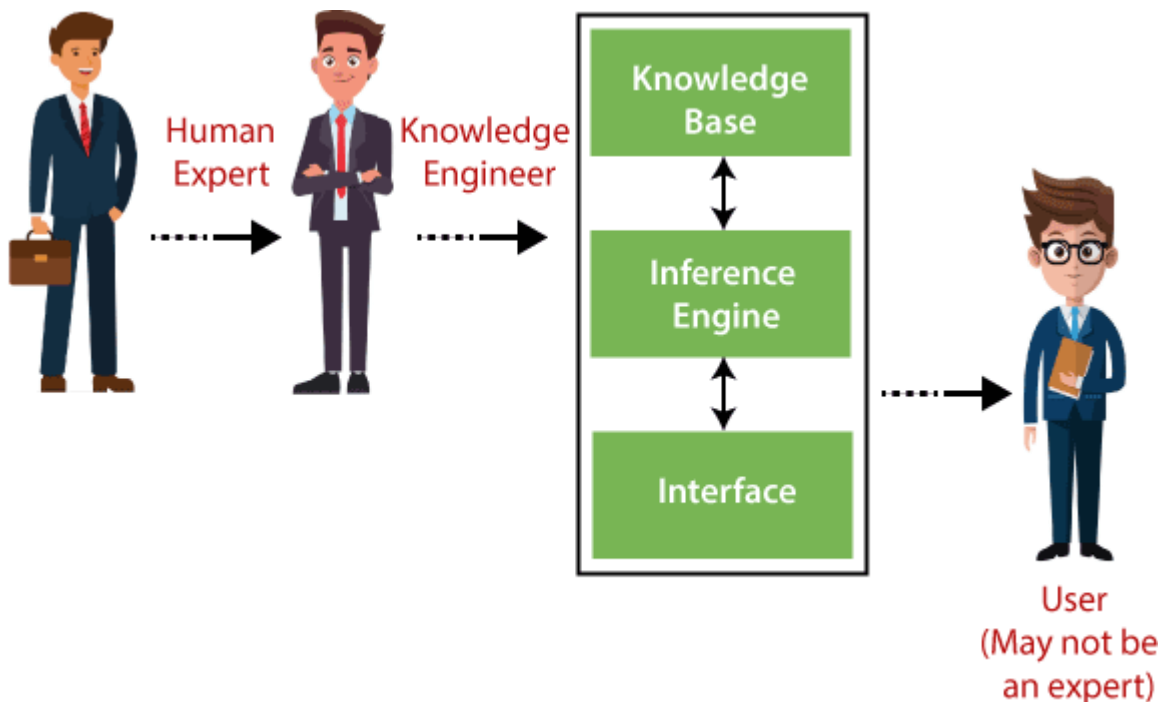 Human
Expert
Knowledge
Engineer
Knowledge
Base
Inference
Engine
Interface
User
(May not be
an expert)